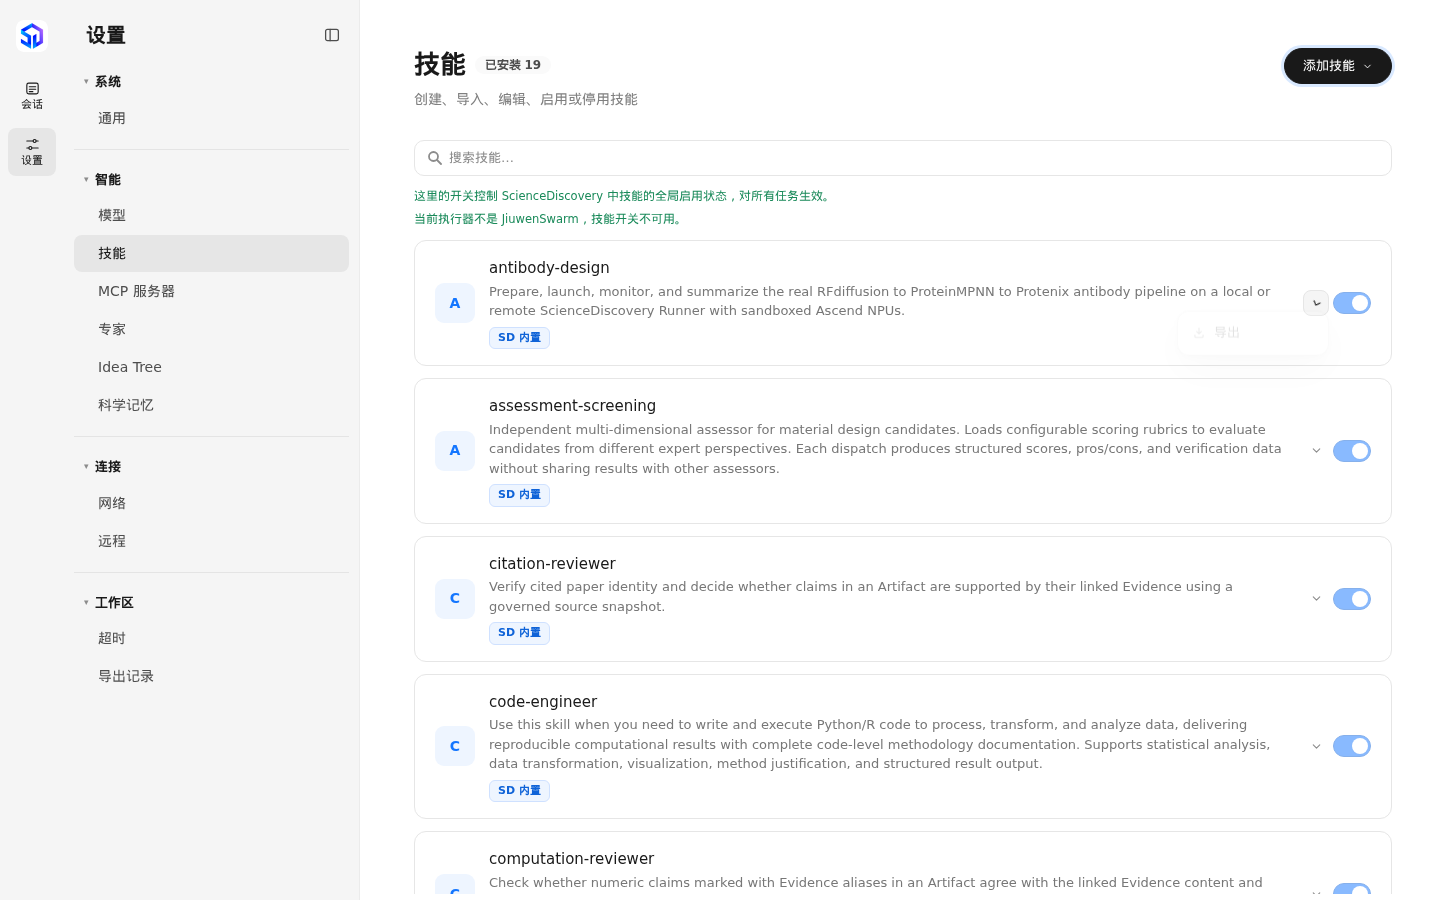 设置
会话
设置
系统
通用
智能
模型
技能
MCP 服务器
专家
Idea Tree
科学记忆
连接
网络
远程
工作区
超时
导出记录
技能
已安装 19
添加技能
创建、导入、编辑、启用或停用技能
搜索技能...
这里的开关控制 ScienceDiscovery 中技能的全局启用状态，对所有任务生效。
当前执行器不是 JiuwenSwarm，技能开关不可用。
A
antibody-design
Prepare, launch, monitor, and summarize the real RFdiffusion to ProteinMPNN to Protenix antibody pipeline on a local or
remote ScienceDiscovery Runner with sandboxed Ascend NPUs.
SD 内置
导出
A
assessment-screening
Independent multi-dimensional assessor for material design candidates. Loads configurable scoring rubrics to evaluate
candidates from different expert perspectives. Each dispatch produces structured scores, pros/cons, and verification data
without sharing results with other assessors.
SD 内置
C
citation-reviewer
Verify cited paper identity and decide whether claims in an Artifact are supported by their linked Evidence using a
governed source snapshot.
SD 内置
C
code-engineer
Use this skill when you need to write and execute Python/R code to process, transform, and analyze data, delivering
reproducible computational results with complete code-level methodology documentation. Supports statistical analysis,
data transformation, visualization, method justification, and structured result output.
SD 内置
C
computation-reviewer
Check whether numeric claims marked with Evidence aliases in an Artifact agree with the linked Evidence content and